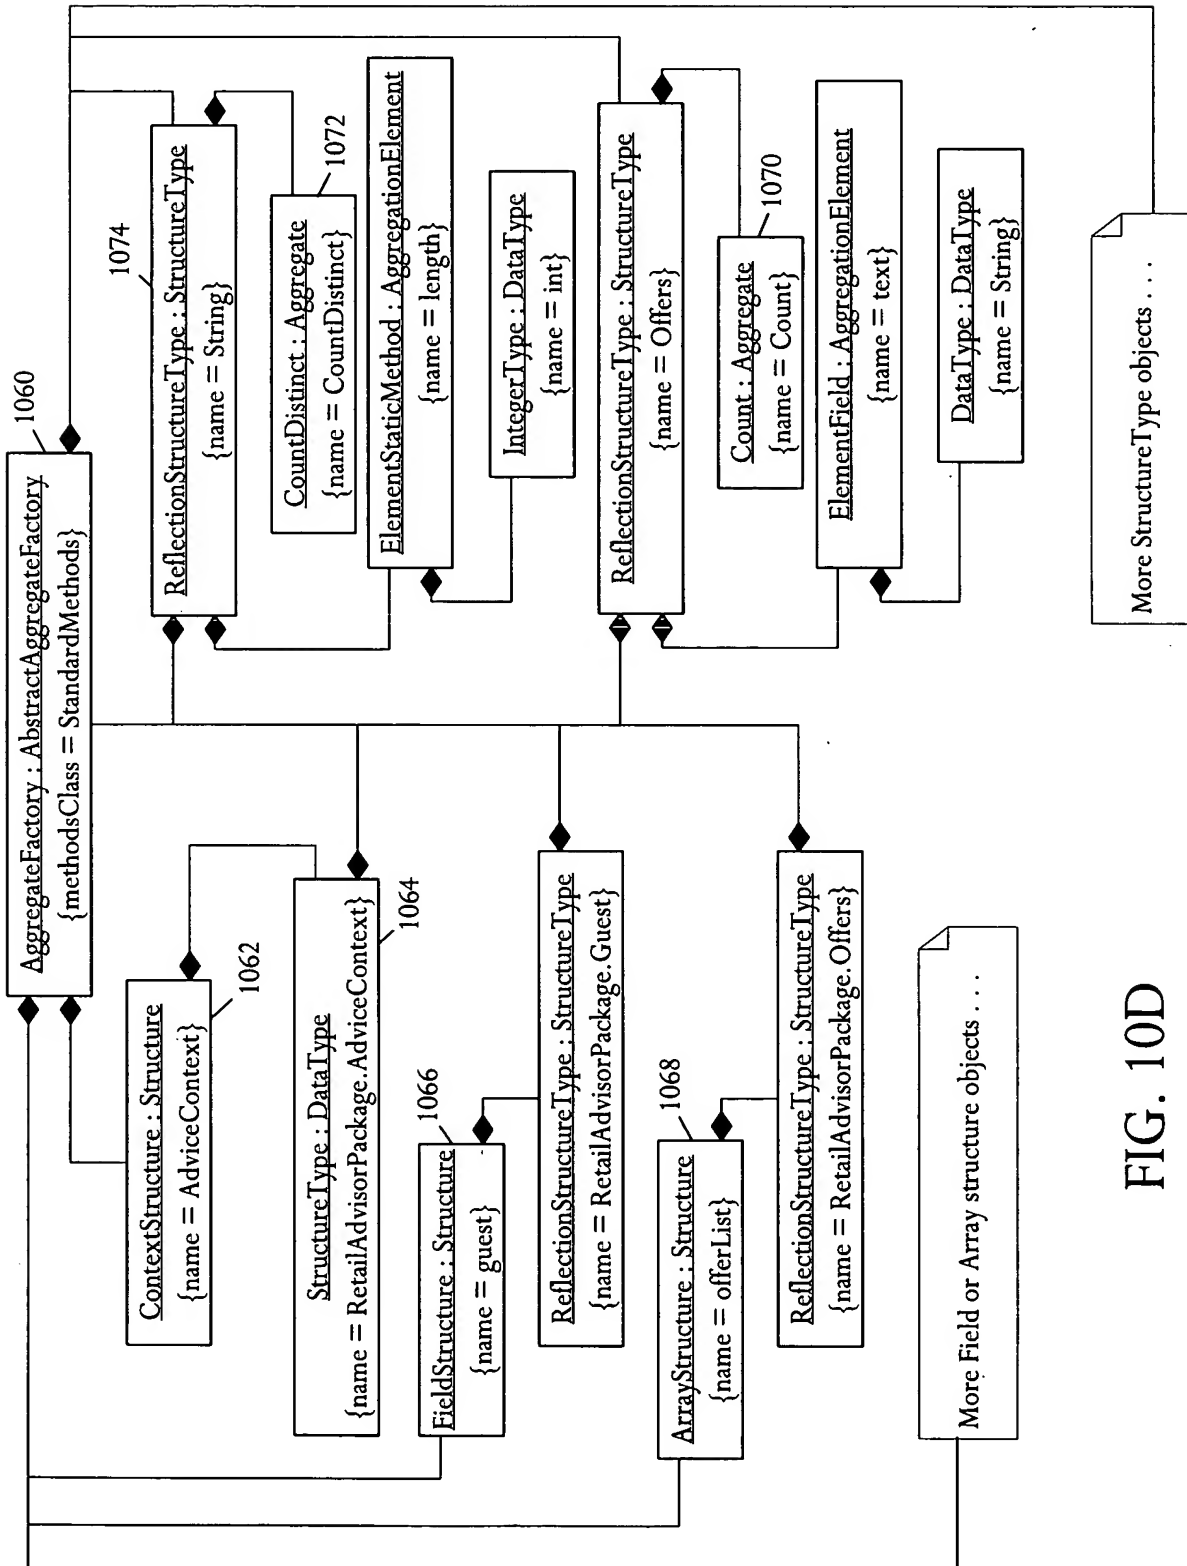 1060
AggregateFactory : AbstractAggregateFactory
{methodsClass = StandardMethods}
ContextStructure : Structure
{name = AdviceContext}
1062
StructureType : DataType
{name = RetailAdvisorPackage.AdviceContext}
1064
1066
FieldStructure : Structure
{name = guest}
ReflectionStructureType : StructureType
{name = RetailAdvisorPackage.Guest}
1068
ArrayStructure : Structure
{name = offerList}
ReflectionStructureType : StructureType
{name = RetailAdvisorPackage.Offers}
More Field or Array structure objects . . .
1074
ReflectionStructureType : StructureType
{name = String}
1072
CountDistinct : Aggregate
{name = CountDistinct}
ElementStaticMethod : AggregationElement
{name = length}
IntegerType : DataType
{name = int}
ReflectionStructureType : StructureType
{name = Offers}
1070
Count : Aggregate
{name = Count}
ElementField : AggregationElement
{name = text}
DataType : DataType
{name = String}
More StructureType objects . . .
FIG. 10D